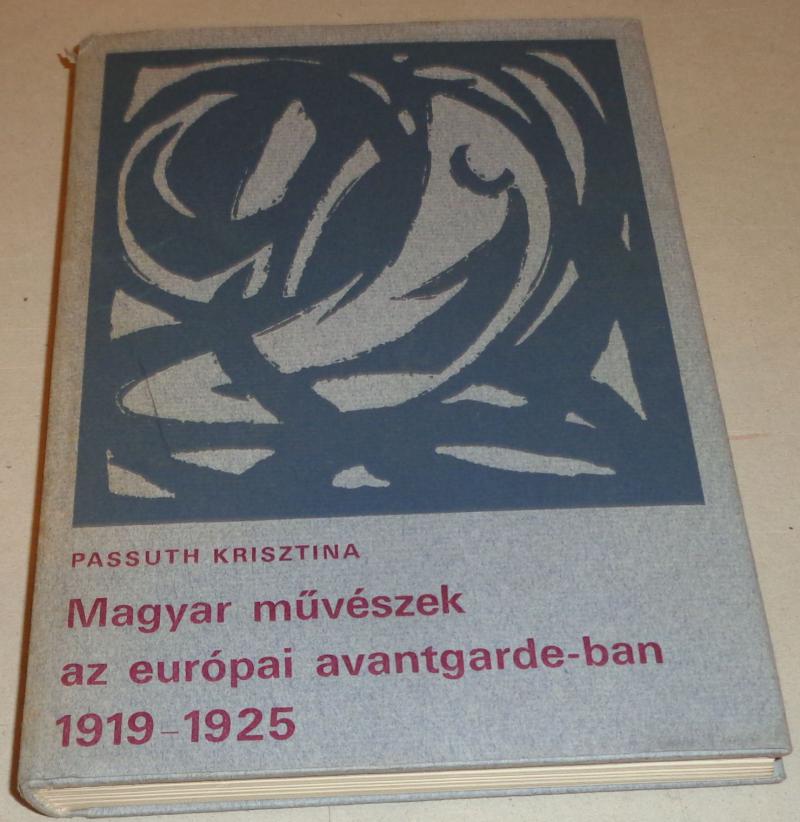 PASSUTH KRISZTINA
Magyar művészek
az európai avantgarde-ban
1919-1925